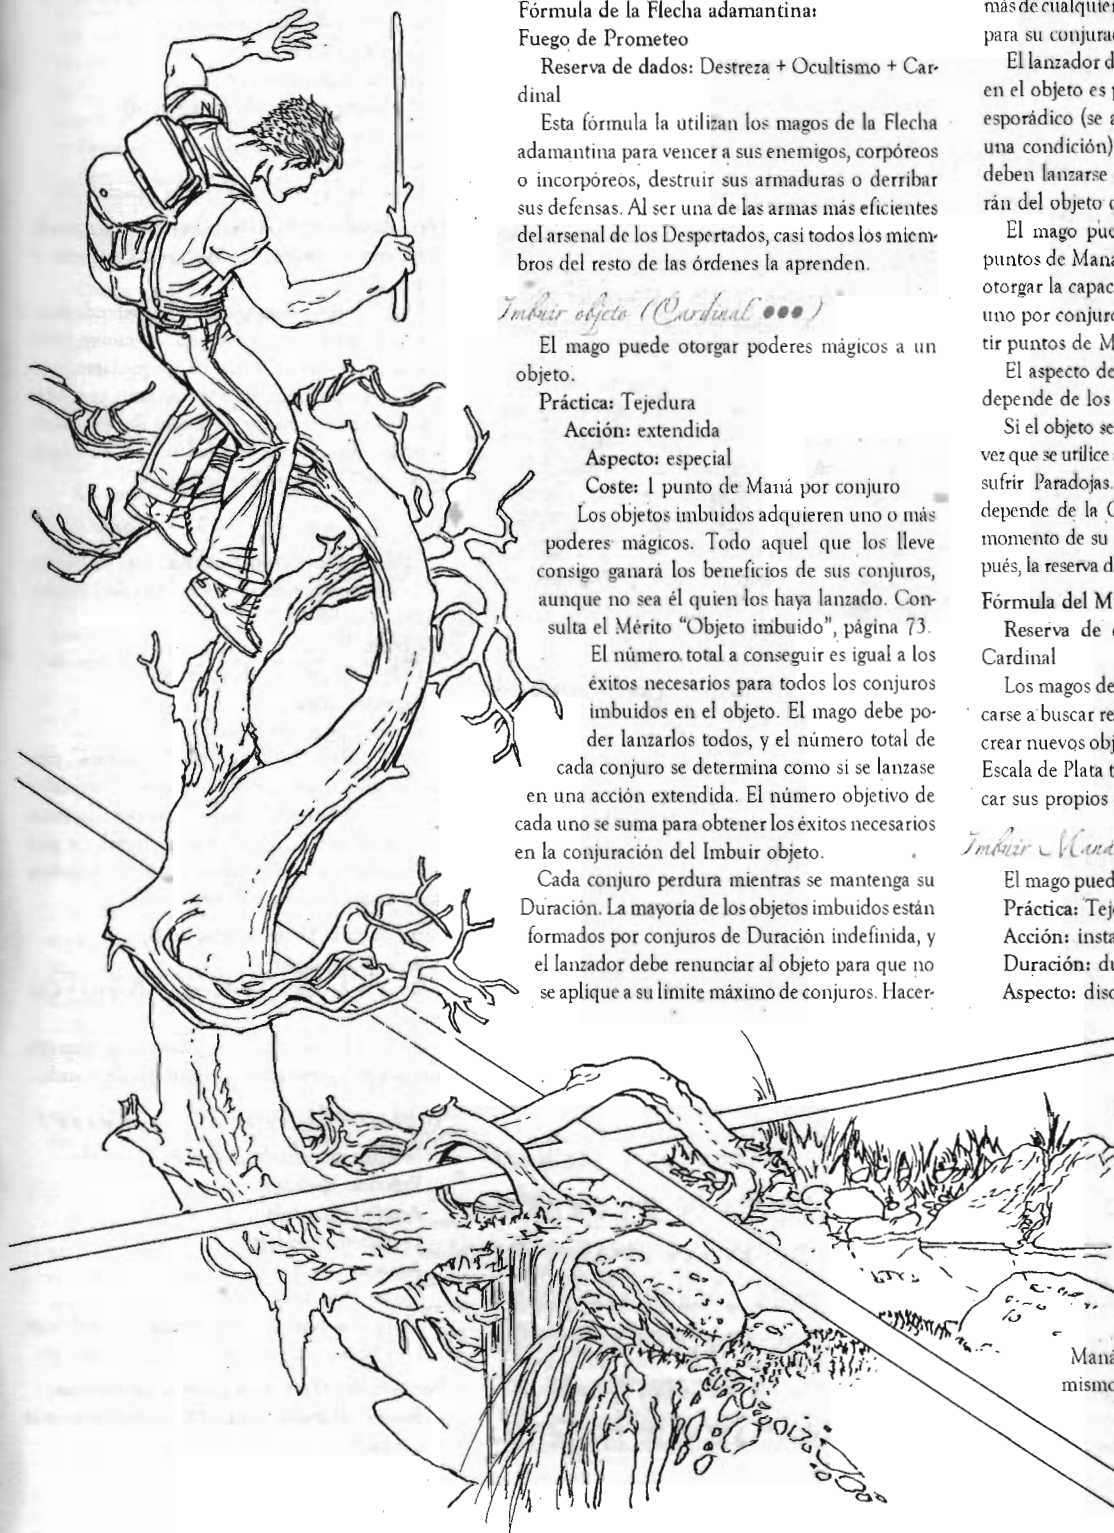 Fórmula de la Flecha adamantina:
Fuego de Prometeo
Reserva de dados: Destreza + Ocultismo + Car-
dinal
Esta fórmula la utilizan los magos de la Flecha
adamantina para vencer a sus enemigos, corpóreos
o incorpóreos, destruir sus armaduras o derribar
sus defensas. Al ser una de las armas más eficientes
del arsenal de los Despertados, casi todos los miem-
bros del resto de las órdenes la aprenden.
Imbuir objeto (Cardinal •••)
El mago puede otorgar poderes mágicos a un
objeto.
Práctica: Tejedura
Acción: extendida
Aspecto: especial
Coste: 1 punto de Maná por conjuro
Los objetos imbuidos adquieren uno o más
poderes mágicos. Todo aquel que los lleve
consigo ganará los beneficios de sus conjuros,
aunque no sea él quien los haya lanzado. Con-
sulta el Mérito “Objeto imbuido”, página 73.
El número total a conseguir es igual a los
éxitos necesarios para todos los conjuros
imbuidos en el objeto. El mago debe po-
der lanzarlos todos, y el número total de
cada conjuro se determina como si se lanzase
en una acción extendida. El número objetivo de
cada uno se suma para obtener los éxitos necesarios
en la conjuración del Imbuir objeto.
Cada conjuro perdura mientras se mantenga su
Duración. La mayoría de los objetos imbuidos están
formados por conjuros de Duración indefinida, y
el lanzador debe renunciar al objeto para que no
se aplique a su límite máximo de conjuros. Hacer-
más de cualquier
para su conjura
El lanzador d
en el objeto es
esporádico (se a
una condición)
deben lanzarse
rán del objeto
El mago pue
puntos de Maná
otorgar la capac
uno por conjuro
tir puntos de M
El aspecto de
depende de los
Si el objeto se
vez que se utilice
sufrir Paradojas.
depende de la
momento de su
pués, la reserva d
Fórmula del M
Reserva de
Cardinal
Los magos de
carse a buscar re
crear nuevos obj
Escala de Plata t
car sus propios
Imbuir Maná
El mago pued
Práctica: Tej
Acción: insta
Duración: du
Aspecto: disc
Maná
mismo